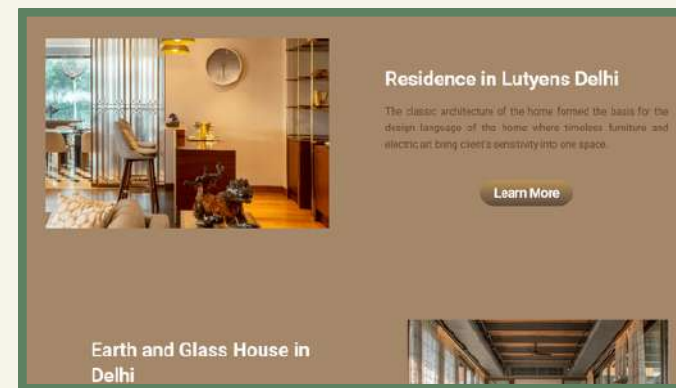 Residence in Lutyens Delhi
The classic architecture of the home formed the basis for the
design language of the home where timeless furniture and
electric art bring client's sensitivity into one space.
Learn More
Earth and Glass House in
Delhi